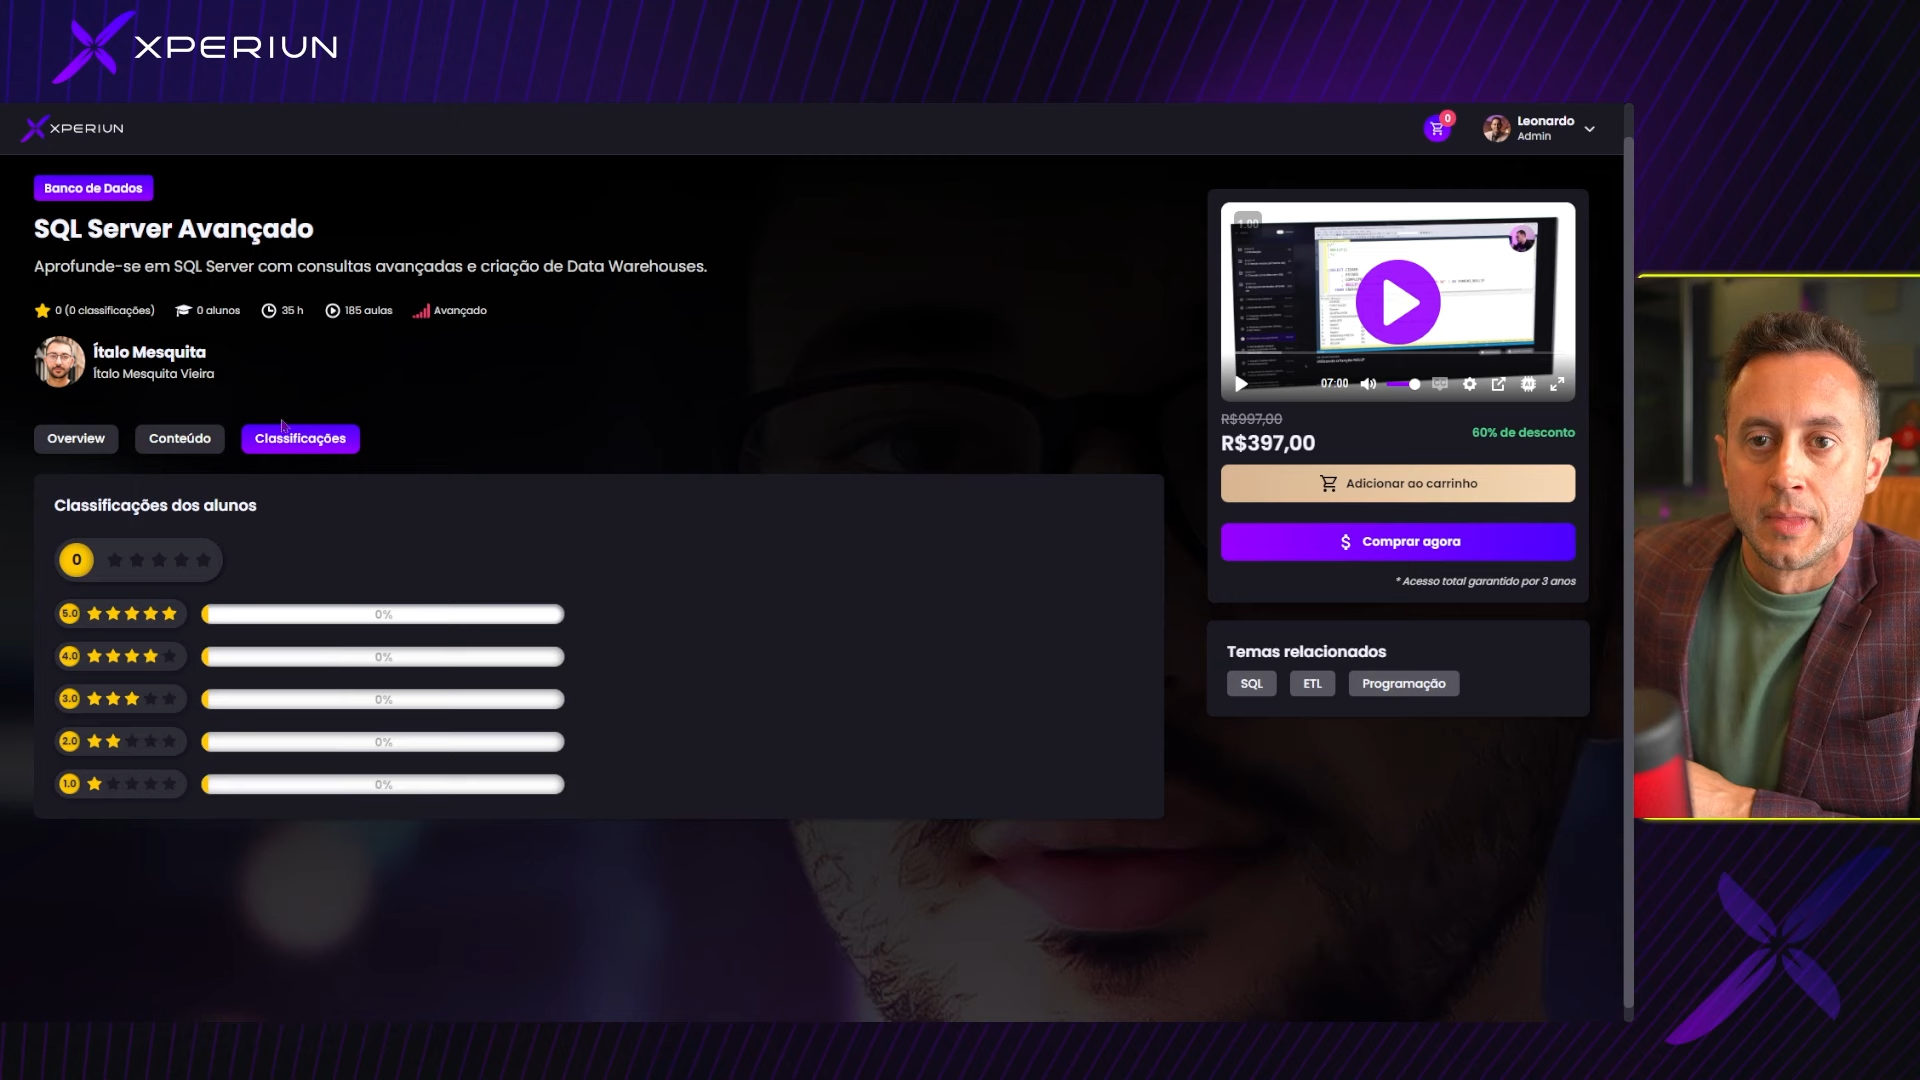 XPERIUN
XPERIUN
0
Leonardo
Admin
Banco de Dados
SQL Server Avançado
Aprofunde-se em SQL Server com consultas avançadas e criação de Data Warehouses.
0 (0 classificações)
0 alunos
35 h
185 aulas
Avançado
Ítalo Mesquita
Ítalo Mesquita Vieira
Overview
Conteúdo
Classificações
Classificações dos alunos
0
5.0
0%
4.0
0%
3.0
0%
2.0
0%
1.0
0%
1.00
07:00
R$997,00
R$397,00
60% de desconto
Adicionar ao carrinho
$ Comprar agora
* Acesso total garantido por 3 anos
Temas relacionados
SQL
ETL
Programação